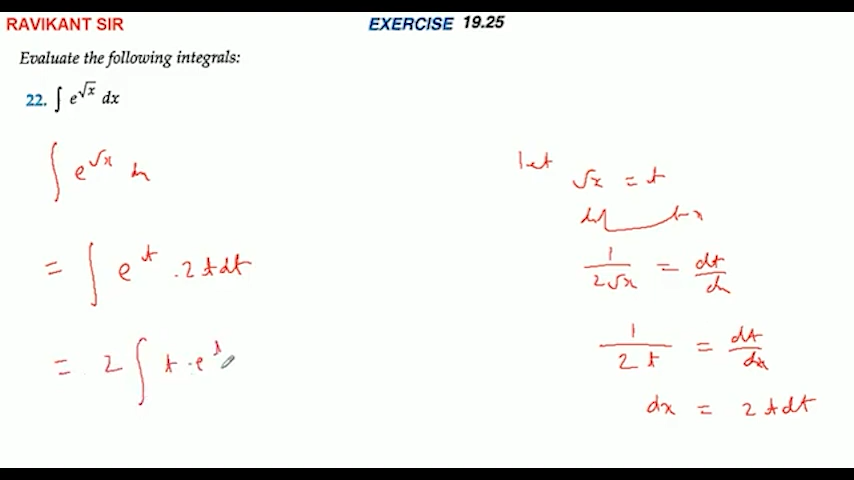 RAVIKANT SIR
EXERCISE 19.25
Evaluate the following integrals:
22. ∫ e^√x dx
∫ e^√x dx
= ∫ e^t . 2t dt
= 2 ∫ t . e^t
let √x = t
1/(2√x) = dt/dx
1/(2t) = dt/dx
dx = 2t dt